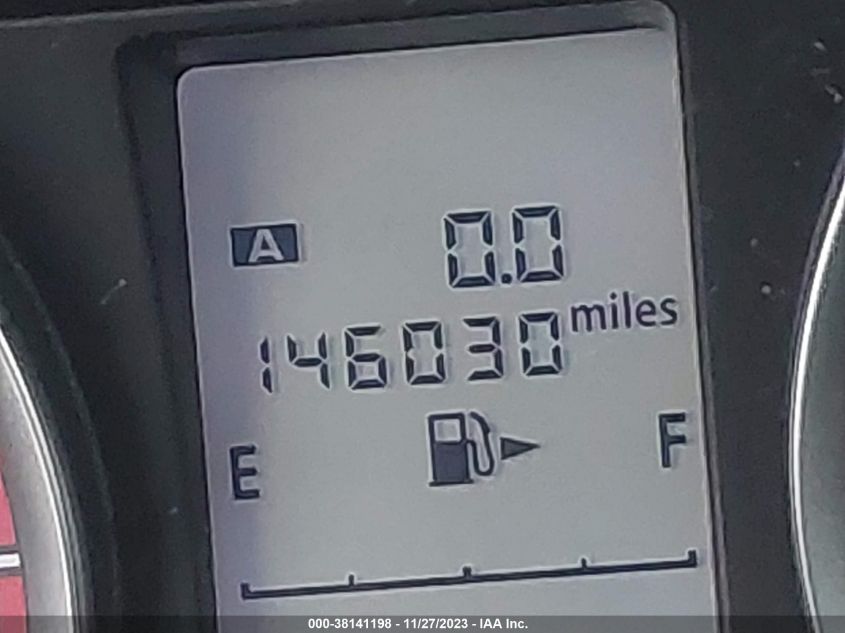 A 0.0
146030 miles
E F
000-38141198 - 11/27/2023 - IAA Inc.